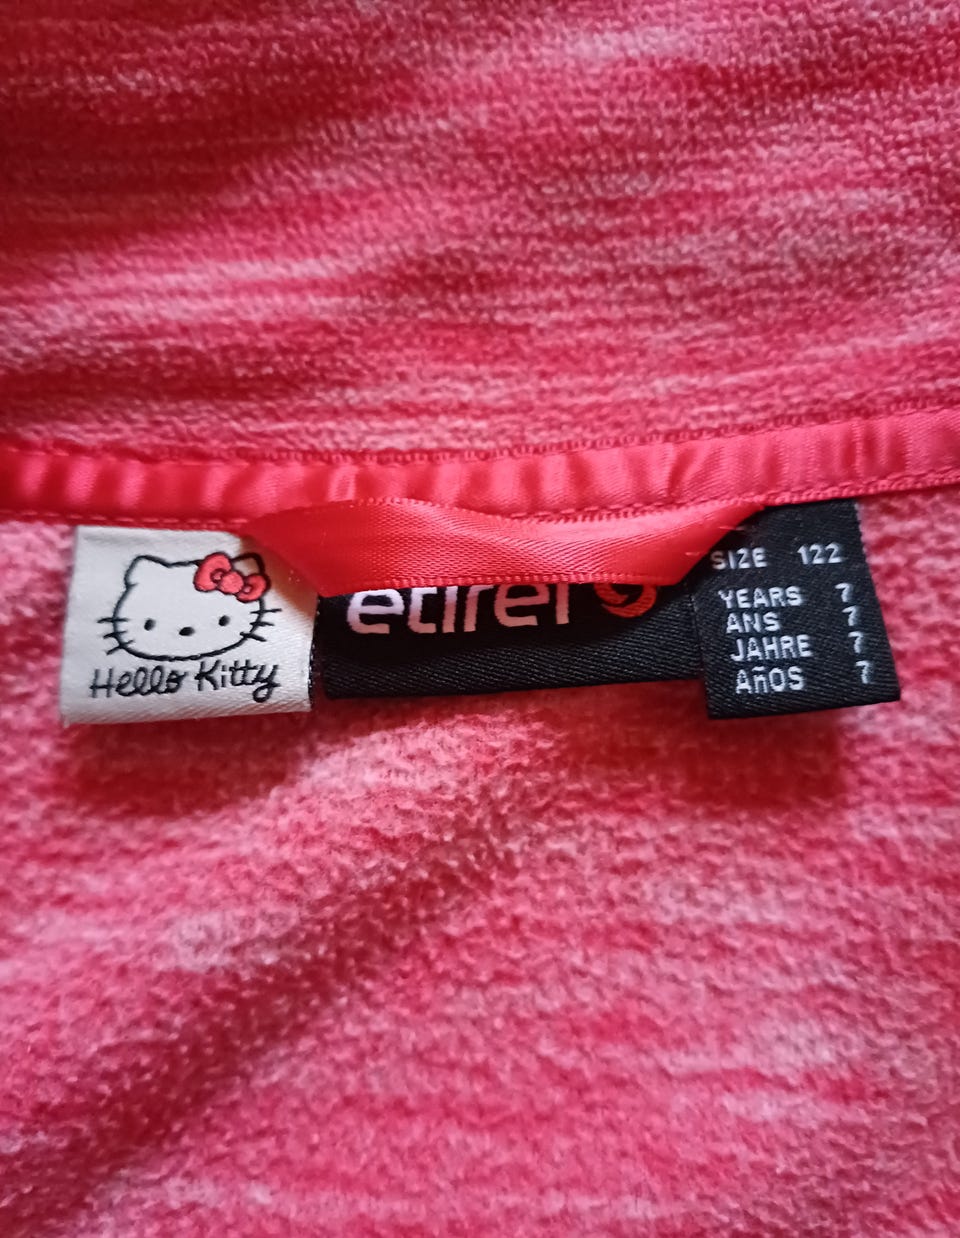 Hello Kitty
etirel
SIZE 122
YEARS 7
ANS 7
JAHRE 7
AñOS 7